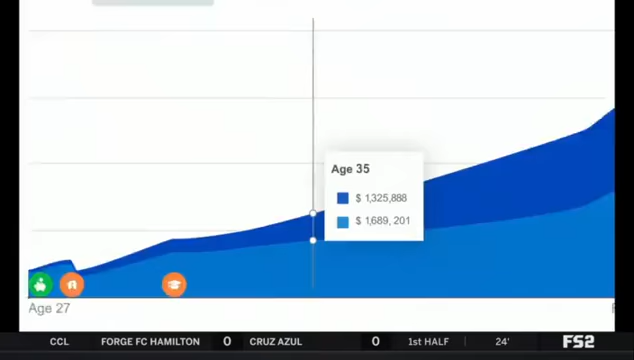 Age 35
$ 1,325,888
$ 1,689, 201
Age 27
CCL FORGE FC HAMILTON 0 CRUZ AZUL 0 1st HALF 24' FS2